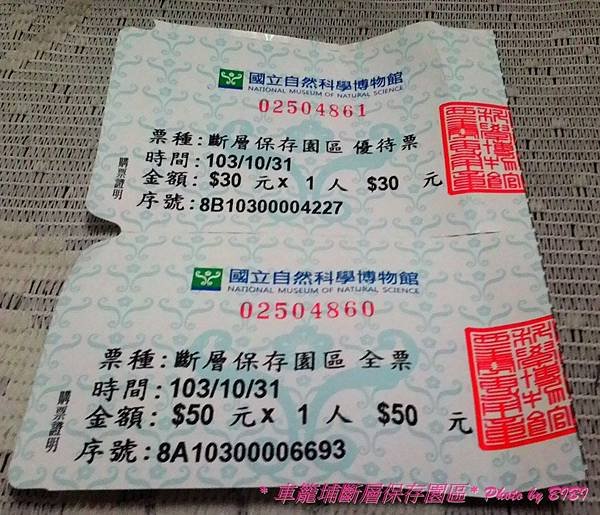 國立自然科學博物館
NATIONAL MUSEUM OF NATURAL SCIENCE
02504861
票種:斷層保存園區 優待票
時間:103/10/31
金額: $30 元x 1 人 $30 元
序號:8B10300004227
購票證明
國立自然科學博物館
NATIONAL MUSEUM OF NATURAL SCIENCE
02504860
票種:斷層保存園區 全票
時間:103/10/31
金額: $50 元x 1 人 $50 元
序號:8A10300006693
購票證明
*車籠埔斷層保存園區* Photo by BIBI